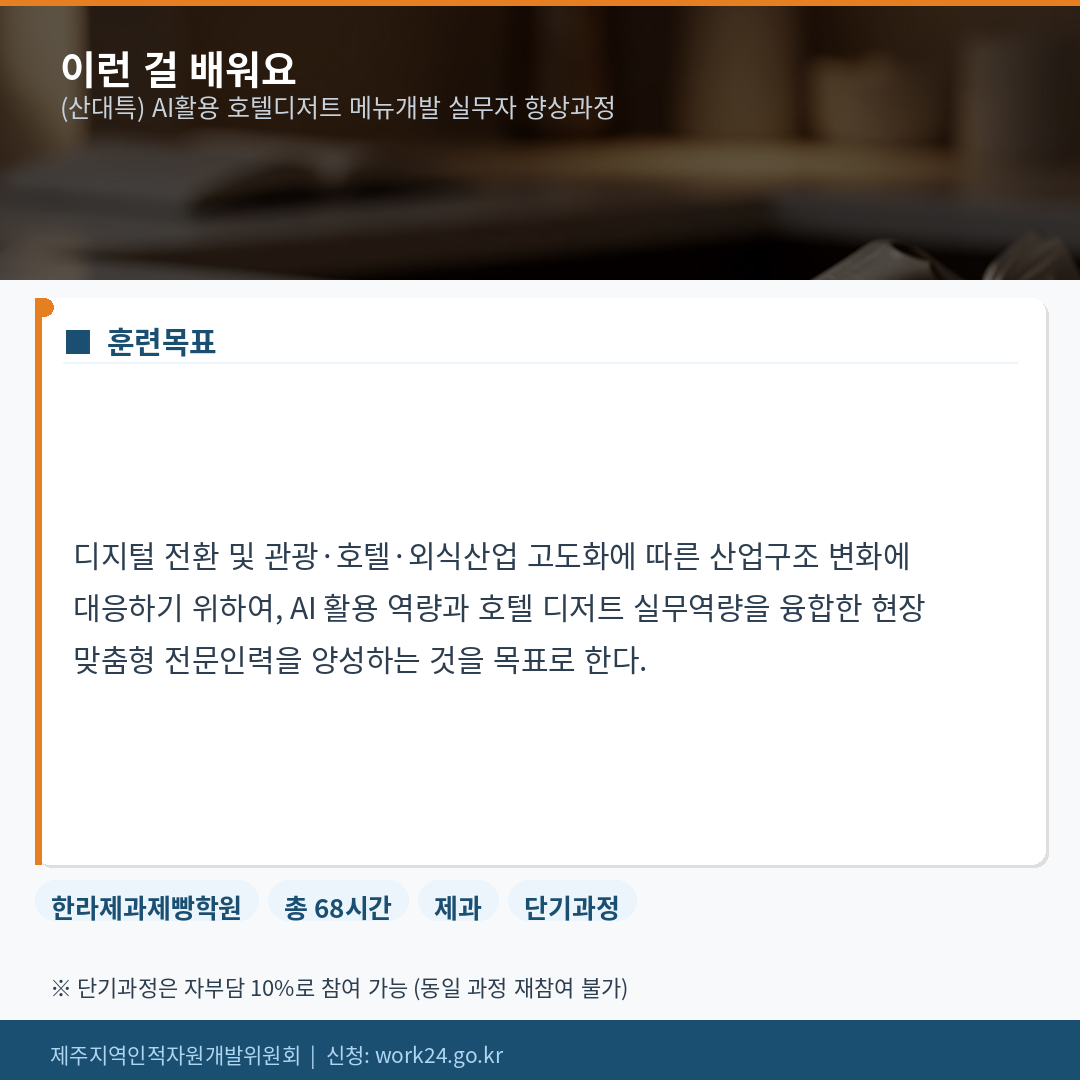 이런 걸 배워요
(산대특) AI활용 호텔디저트 메뉴개발 실무자 향상과정
■ 훈련목표
디지털 전환 및 관광·호텔·외식산업 고도화에 따른 산업구조 변화에
대응하기 위하여, AI 활용 역량과 호텔 디저트 실무역량을 융합한 현장
맞춤형 전문인력을 양성하는 것을 목표로 한다.
한라제과제빵학원 총 68시간 제과 단기과정
※ 단기과정은 자부담 10%로 참여 가능 (동일 과정 재참여 불가)
제주지역인적자원개발위원회 | 신청: work24.go.kr